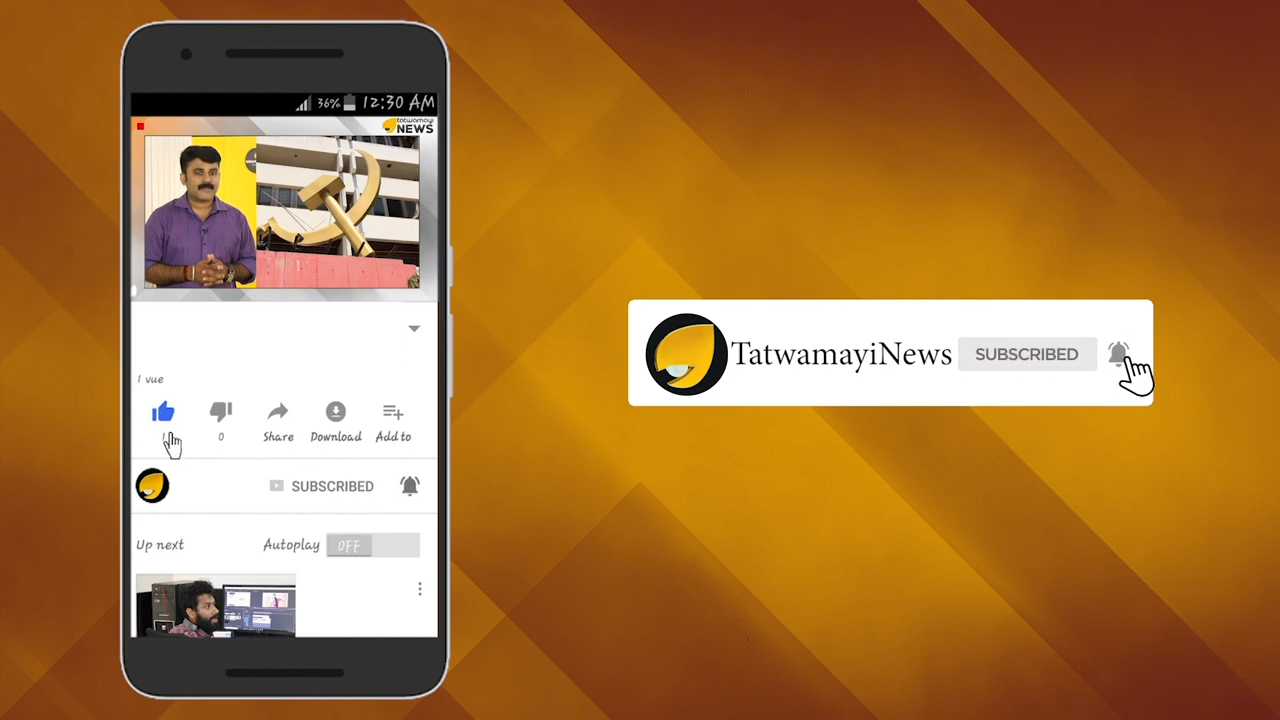 36%
12:30 AM
tatwamayi
NEWS
1 vue
0
Share
Download
Add to
SUBSCRIBED
Up next
Autoplay
OFF
TatwamayiNews
SUBSCRIBED